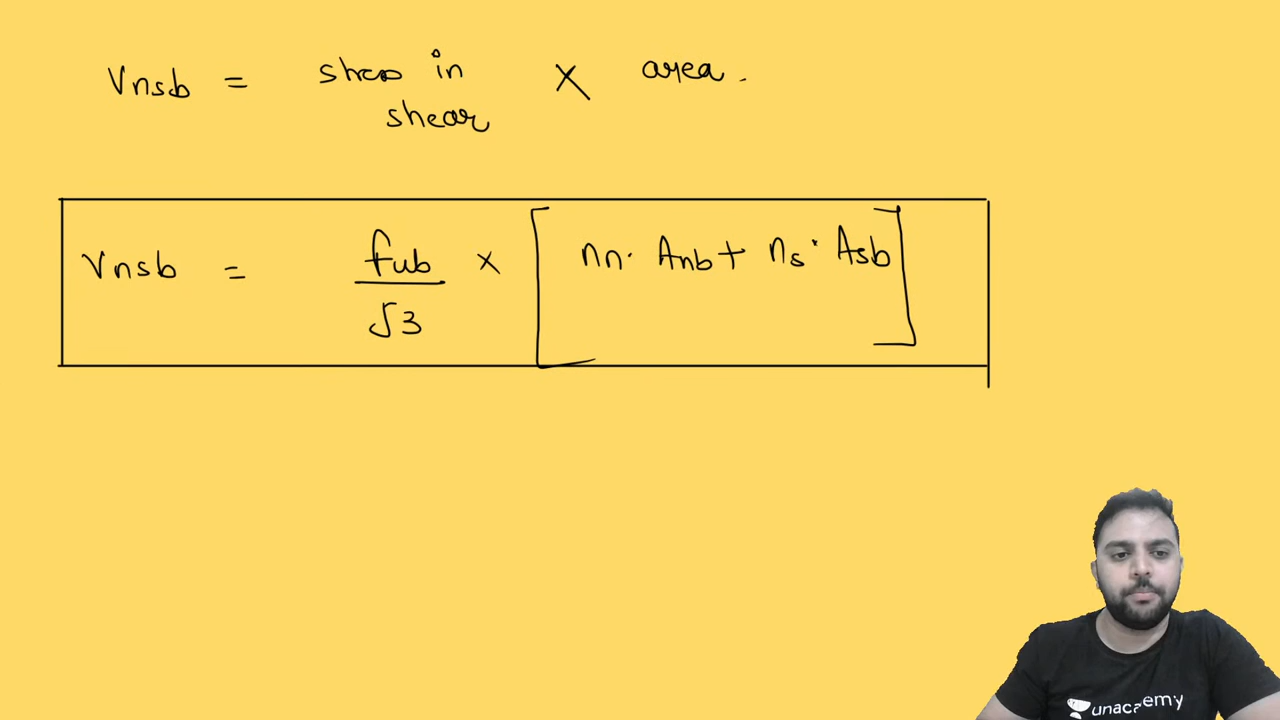 Vnsb = stress in × area.
shear
Vnsb = fub/√3 × [ nn. Anb + ns. Asb ]
unacademy